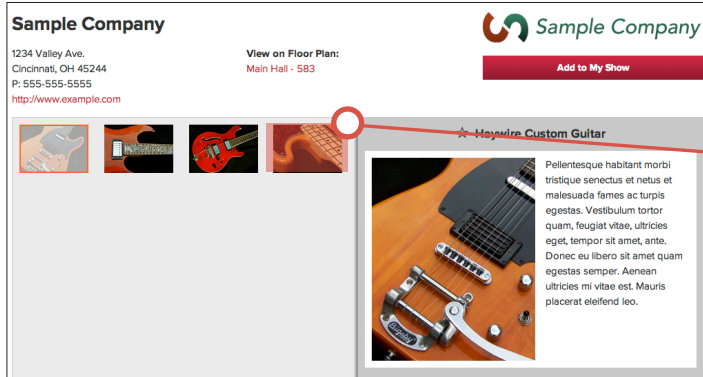 Sample Company
Sample Company
1234 Valley Ave.
Cincinnati, OH 45244
P: 555-555-5555
http://www.example.com
View on Floor Plan:
Main Hall - 583
Add to My Show
☆ Haywire Custom Guitar
Pellentesque habitant morbi
tristique senectus et netus et
malesuada fames ac turpis
egestas. Vestibulum tortor
quam, feugiat vitae, ultricies
eget, tempor sit amet, ante.
Donec eu libero sit amet quam
egestas semper. Aenean
ultricies mi vitae est. Mauris
placerat eleifend leo.
Bigsby